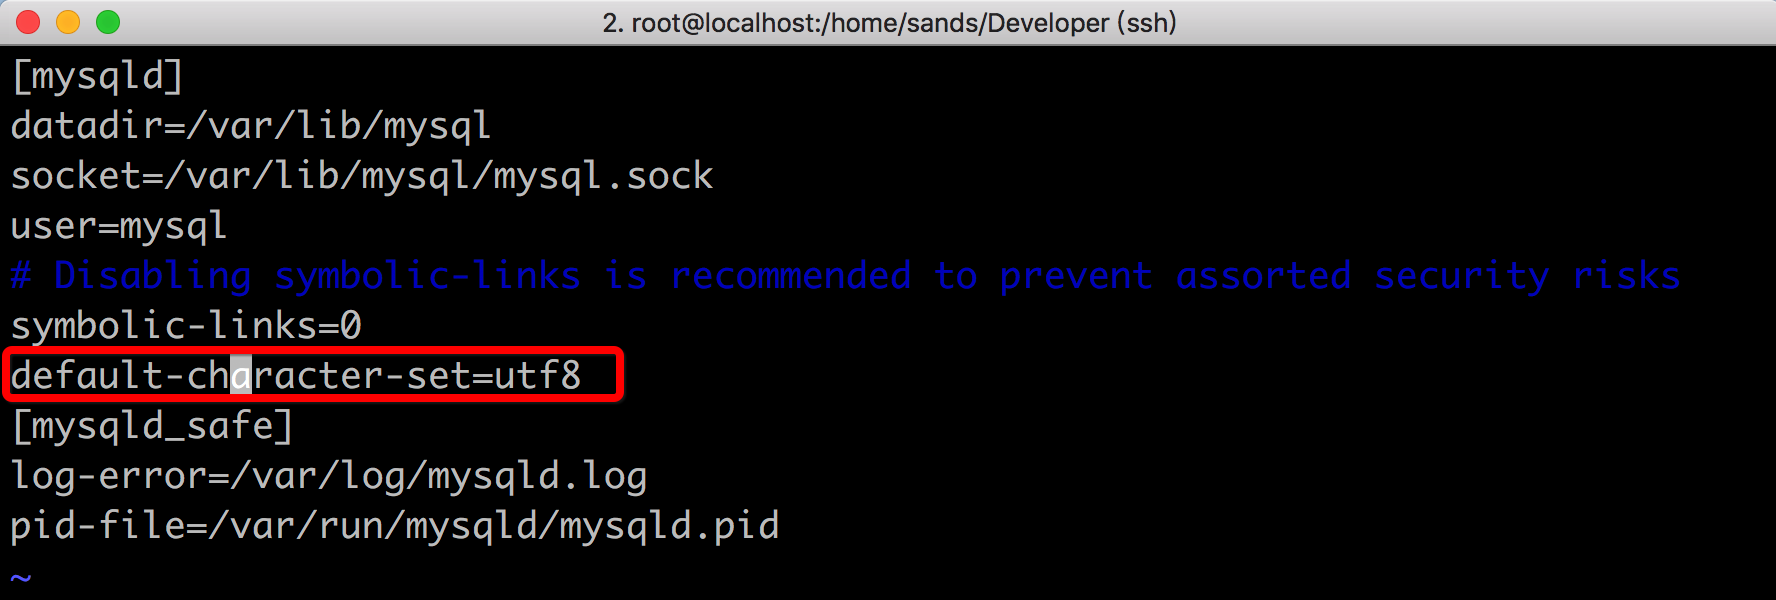 2. root@localhost:/home/sands/Developer (ssh)
[mysqld]
datadir=/var/lib/mysql
socket=/var/lib/mysql/mysql.sock
user=mysql
# Disabling symbolic-links is recommended to prevent assorted security risks
symbolic-links=0
default-character-set=utf8
[mysqld_safe]
log-error=/var/log/mysqld.log
pid-file=/var/run/mysqld/mysqld.pid
~